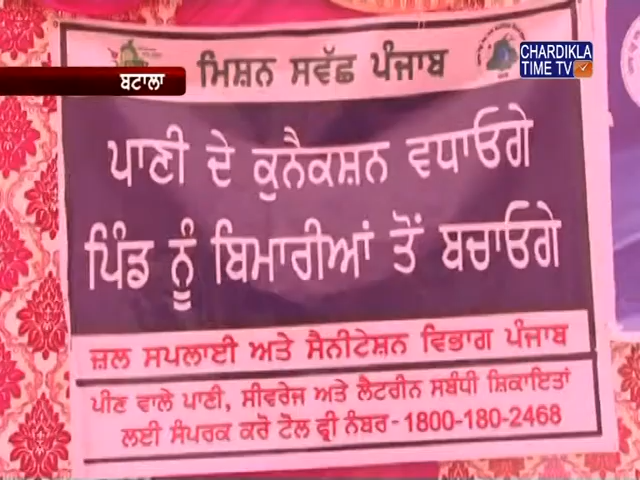 ਮਿਸ਼ਨ ਸਵੱਛ ਪੰਜਾਬ
CHARDIKLA
TIME TV
ਬਟਾਲਾ
ਪਾਣੀ ਦੇ ਕੁਨੈਕਸ਼ਨ ਵਧਾਓਗੇ
ਪਿੰਡ ਨੂੰ ਬਿਮਾਰੀਆਂ ਤੋਂ ਬਚਾਓਗੇ
ਜ਼ਲ ਸਪਲਾਈ ਅਤੇ ਸੈਨੀਟੇਸ਼ਨ ਵਿਭਾਗ ਪੰਜਾਬ
ਪੀਣ ਵਾਲੇ ਪਾਣੀ, ਸੀਵਰੇਜ ਅਤੇ ਲੈਟਰੀਨ ਸਬੰਧੀ ਸ਼ਿਕਾਇਤਾਂ
ਲਈ ਸੰਪਰਕ ਕਰੋ ਟੋਲ ਫ੍ਰੀ ਨੰਬਰ - 1800-180-2468